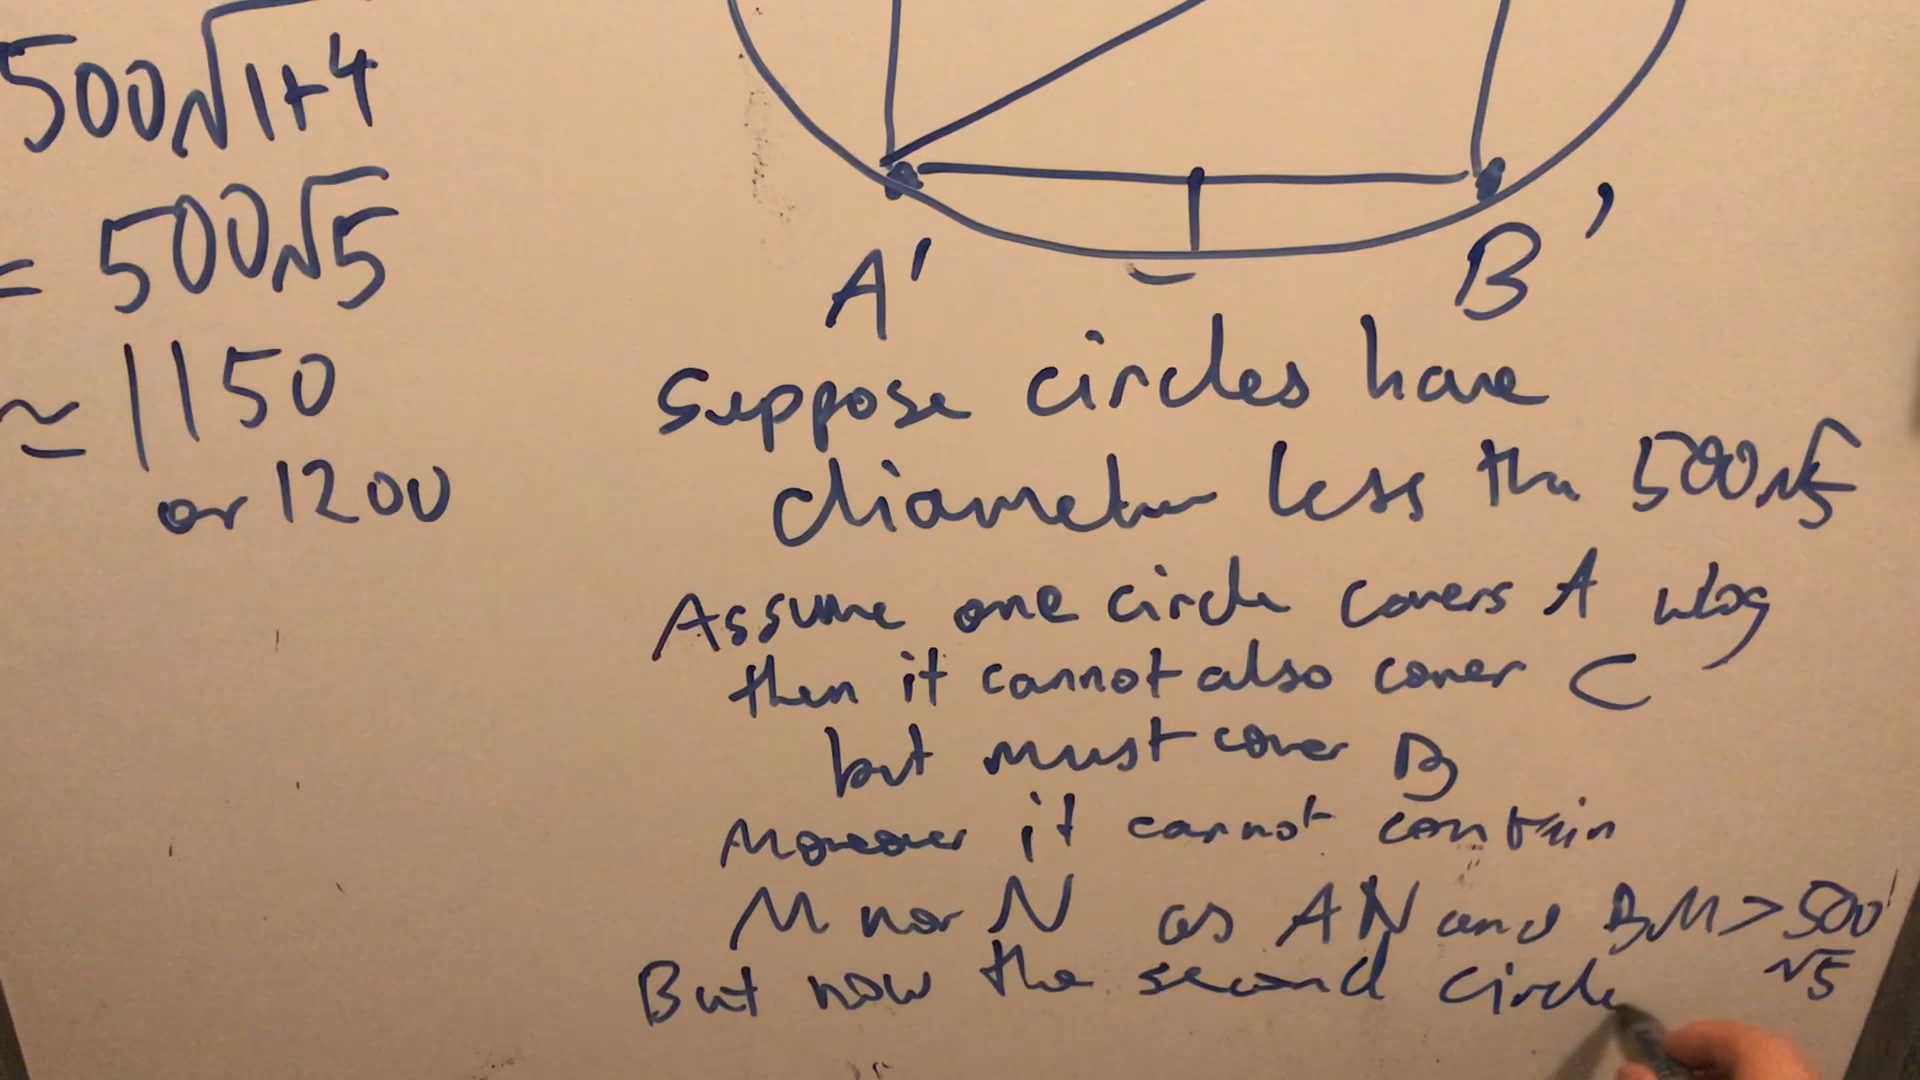 500√1+4
= 500√5
≃ 1150
or 1200
A' B'
Suppose circles have
diameter less tha 500√5
Assume one circle covers A wlog
then it cannot also cover C
but must cover B
Moreover it cannot contain
M nor N as AN and BM > 500
√5
But now the second circle